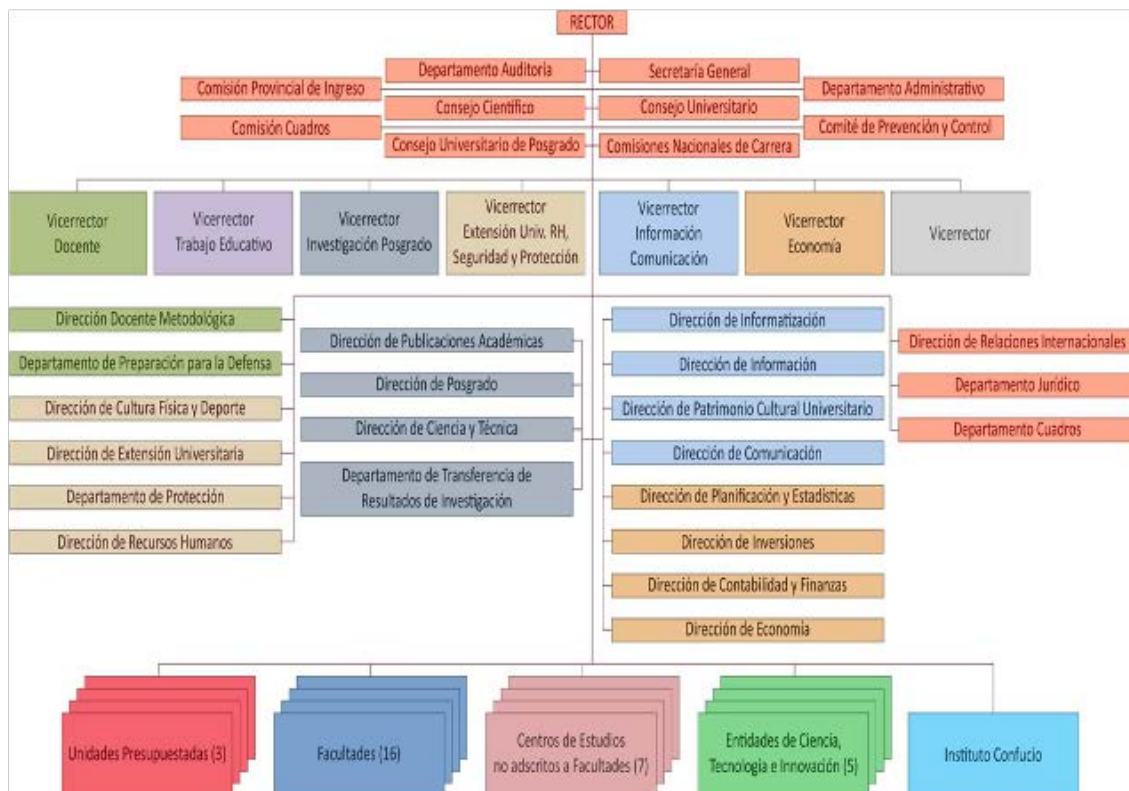 RECTOR
Departamento Auditoria
Secretaría General
Comisión Provincial de Ingreso
Departamento Administrativo
Consejo Científico
Consejo Universitario
Comisión Cuadros
Comité de Prevención y Control
Consejo Universitario de Posgrado
Comisiones Nacionales de Carrera
Vicerrector
Docente
Vicerrector
Trabajo Educativo
Vicerrector
Investigación Posgrado
Vicerrector
Extensión Univ. RH,
Seguridad y Protección
Vicerrector
Información
Comunicación
Vicerrector
Economía
Vicerrector
Dirección Docente Metodológica
Departamento de Preparación para la Defensa
Dirección de Cultura Física y Deporte
Dirección de Extensión Universitaria
Departamento de Protección
Dirección de Recursos Humanos
Dirección de Publicaciones Académicas
Dirección de Posgrado
Dirección de Ciencia y Técnica
Departamento de Transferencia de
Resultados de Investigación
Dirección de Informatización
Dirección de Información
Dirección de Patrimonio Cultural Universitario
Dirección de Comunicación
Dirección de Planificación y Estadísticas
Dirección de Inversiones
Dirección de Contabilidad y Finanzas
Dirección de Economía
Dirección de Relaciones Internacionales
Departamento Jurídico
Departamento Cuadros
Unidades Presupuestadas (3)
Facultades (16)
Centros de Estudios
no adscritos a Facultades (7)
Entidades de Ciencia,
Tecnología e Innovación (5)
Instituto Confucio